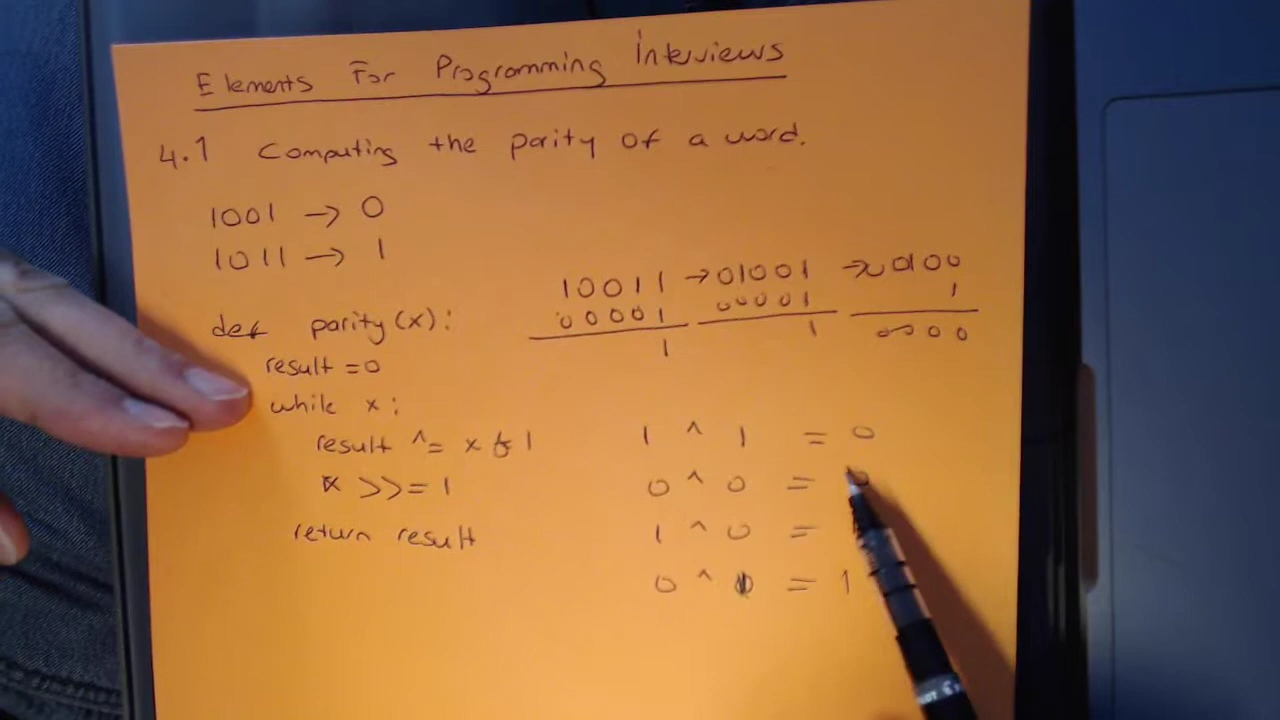 Elements For Programming Interviews
4.1 Computing the parity of a word.
1001 → 0
1011 → 1
10011 → 01001 → 00100
00001 00001 1
1 1 0000
def parity(x):
result = 0
while x:
result ^= x & 1
x >>= 1
return result
1 ^ 1 = 0
0 ^ 0 = 0
1 ^ 0 =
0 ^ 1 = 1